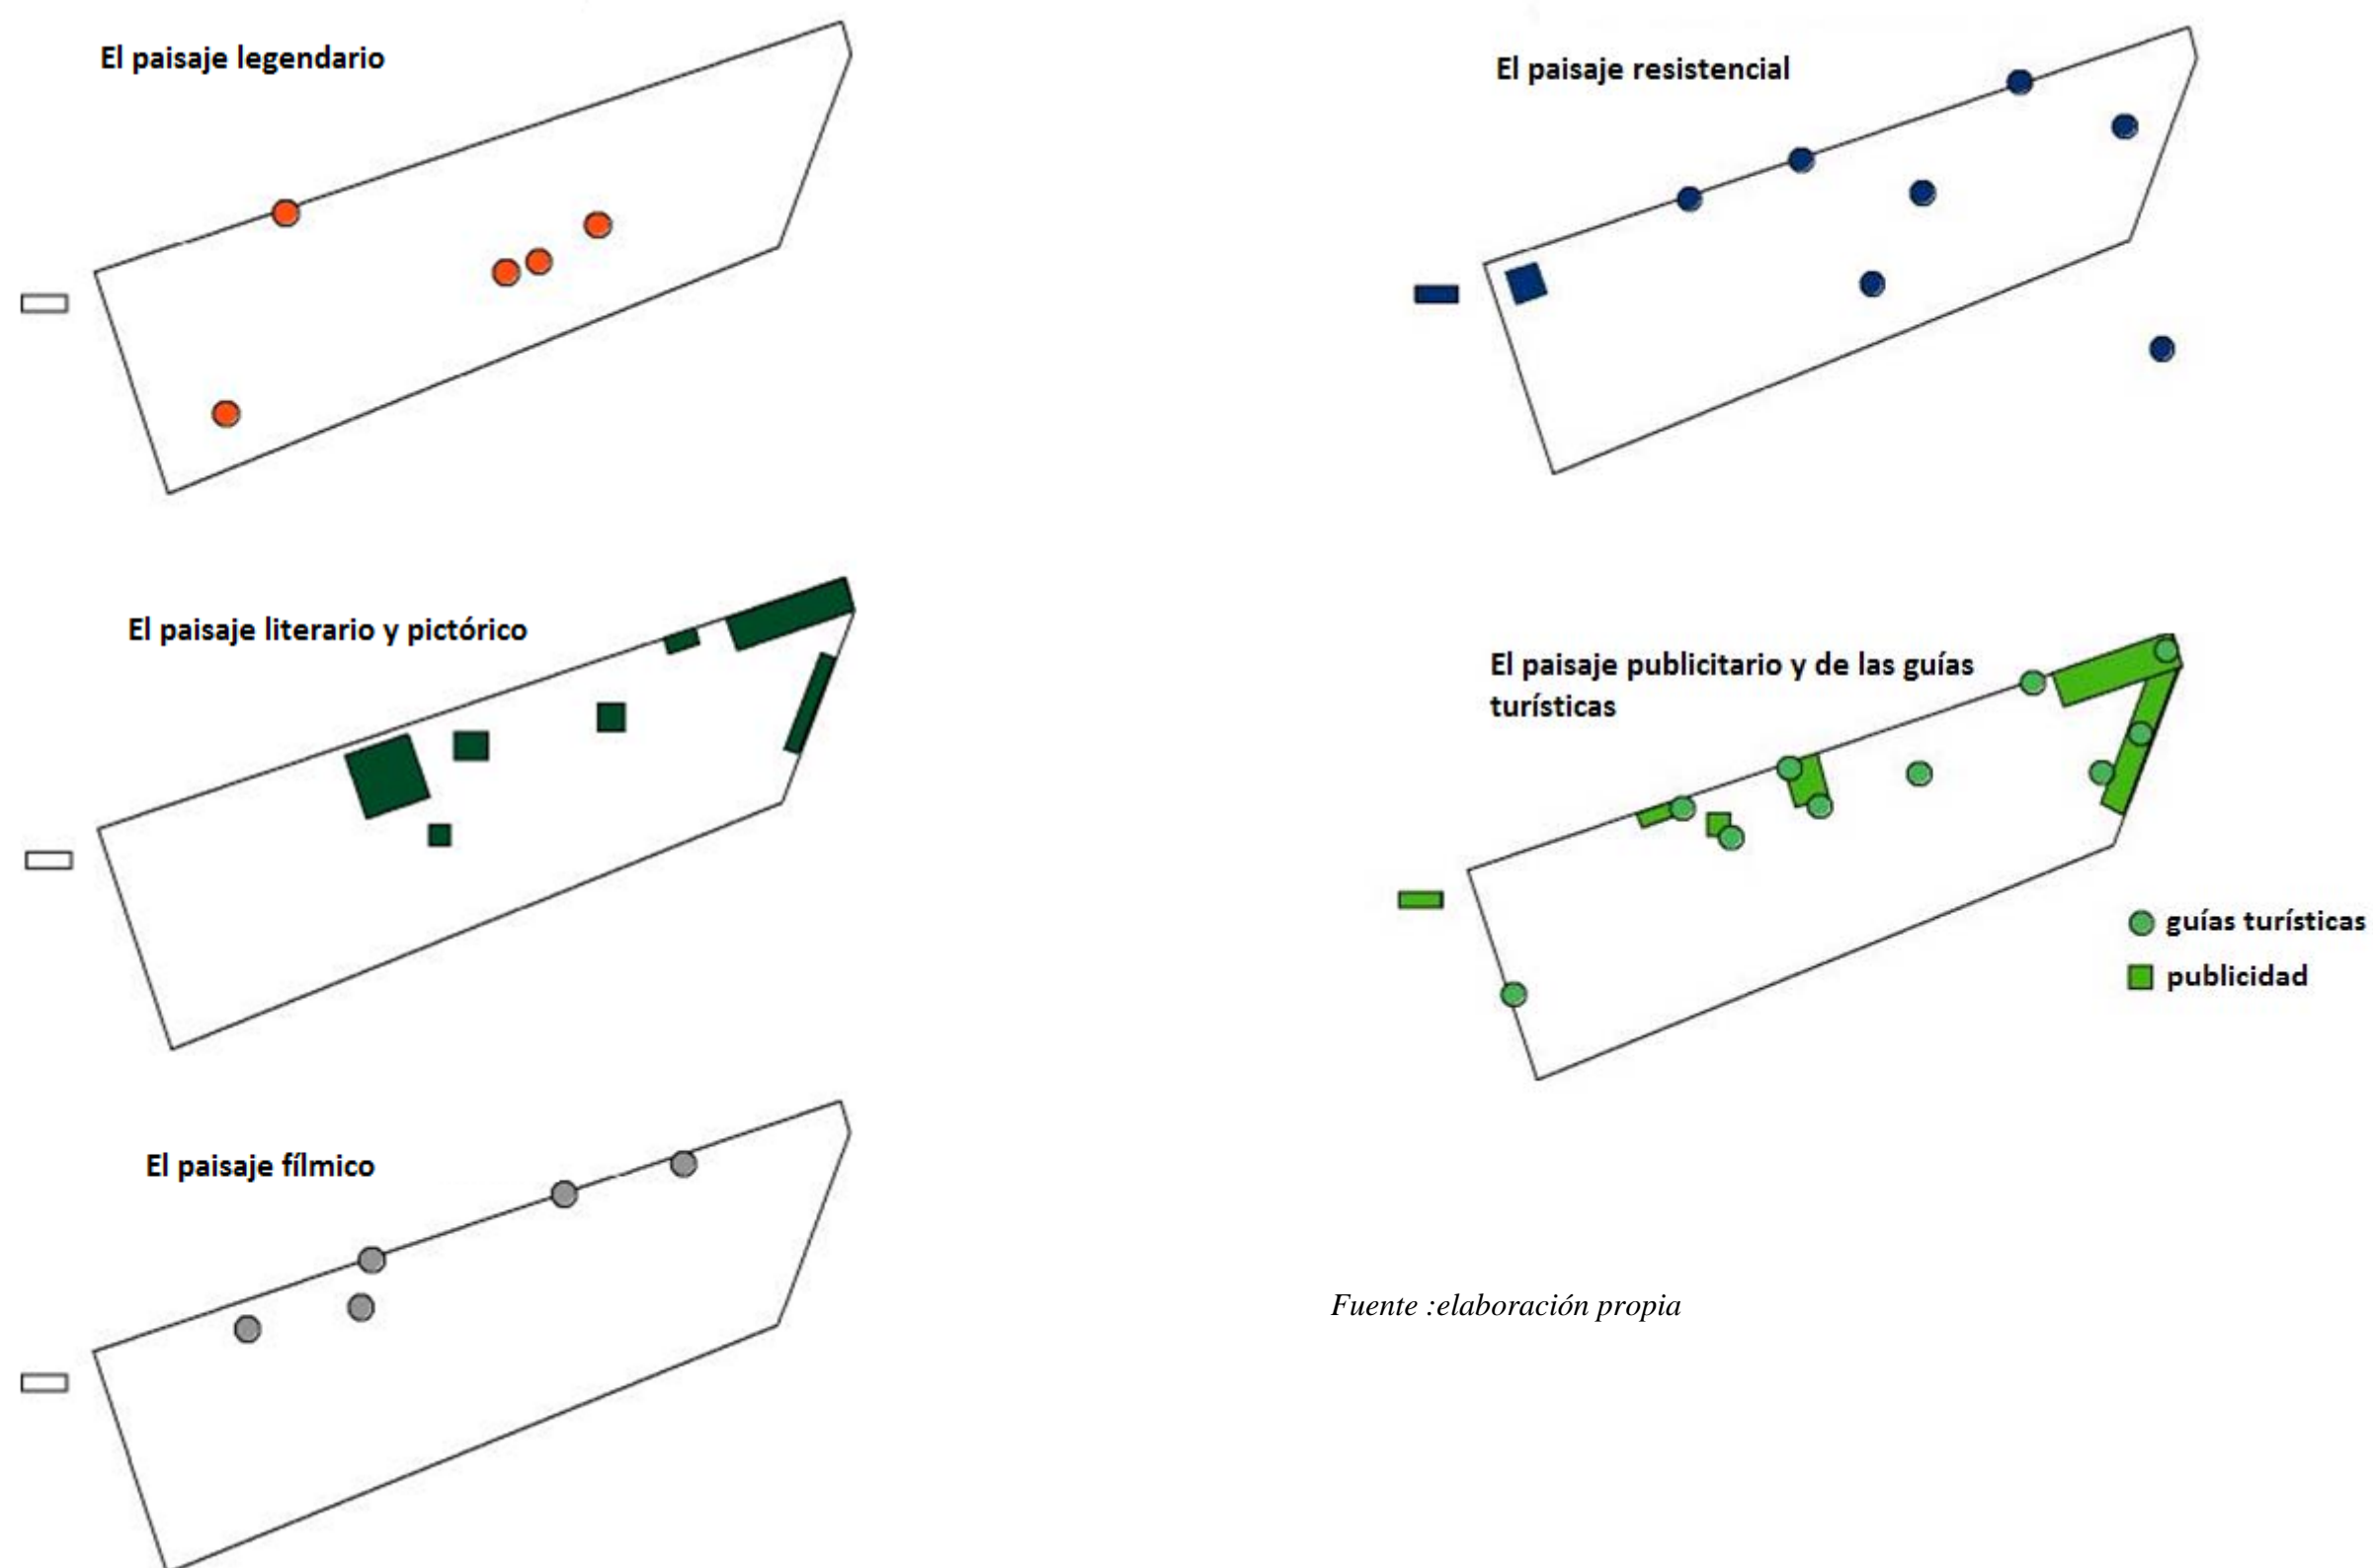 El paisaje legendario
El paisaje resistencial
El paisaje literario y pictórico
El paisaje publicitario y de las guías
turísticas
guías turísticas
publicidad
El paisaje fílmico
Fuente :elaboración propia